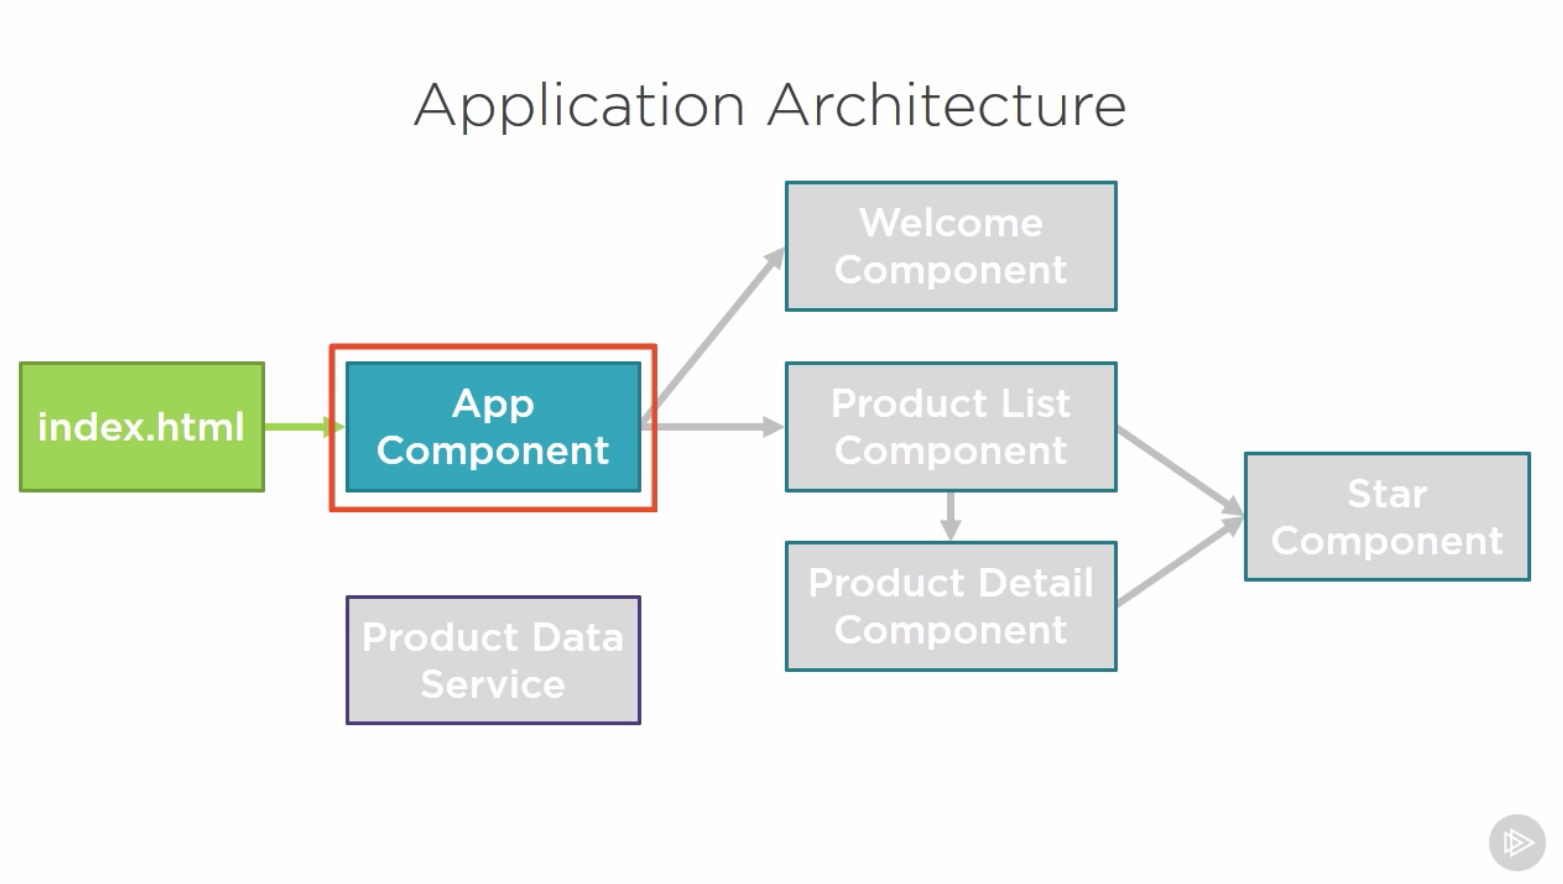 Application Architecture
Welcome
Component
index.html
App
Component
Product List
Component
Star
Component
Product Detail
Component
Product Data
Service